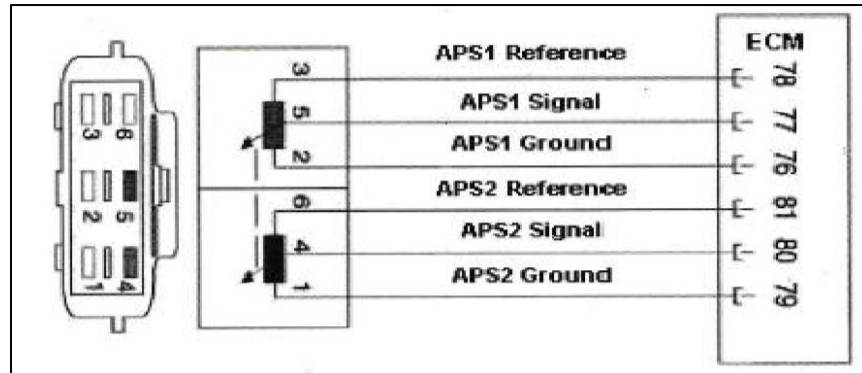 ECM
APS1 Reference
3
78
APS1 Signal
5
77
APS1 Ground
2
76
APS2 Reference
6
81
APS2 Signal
4
80
APS2 Ground
1
79
3 6
2 5
1 4